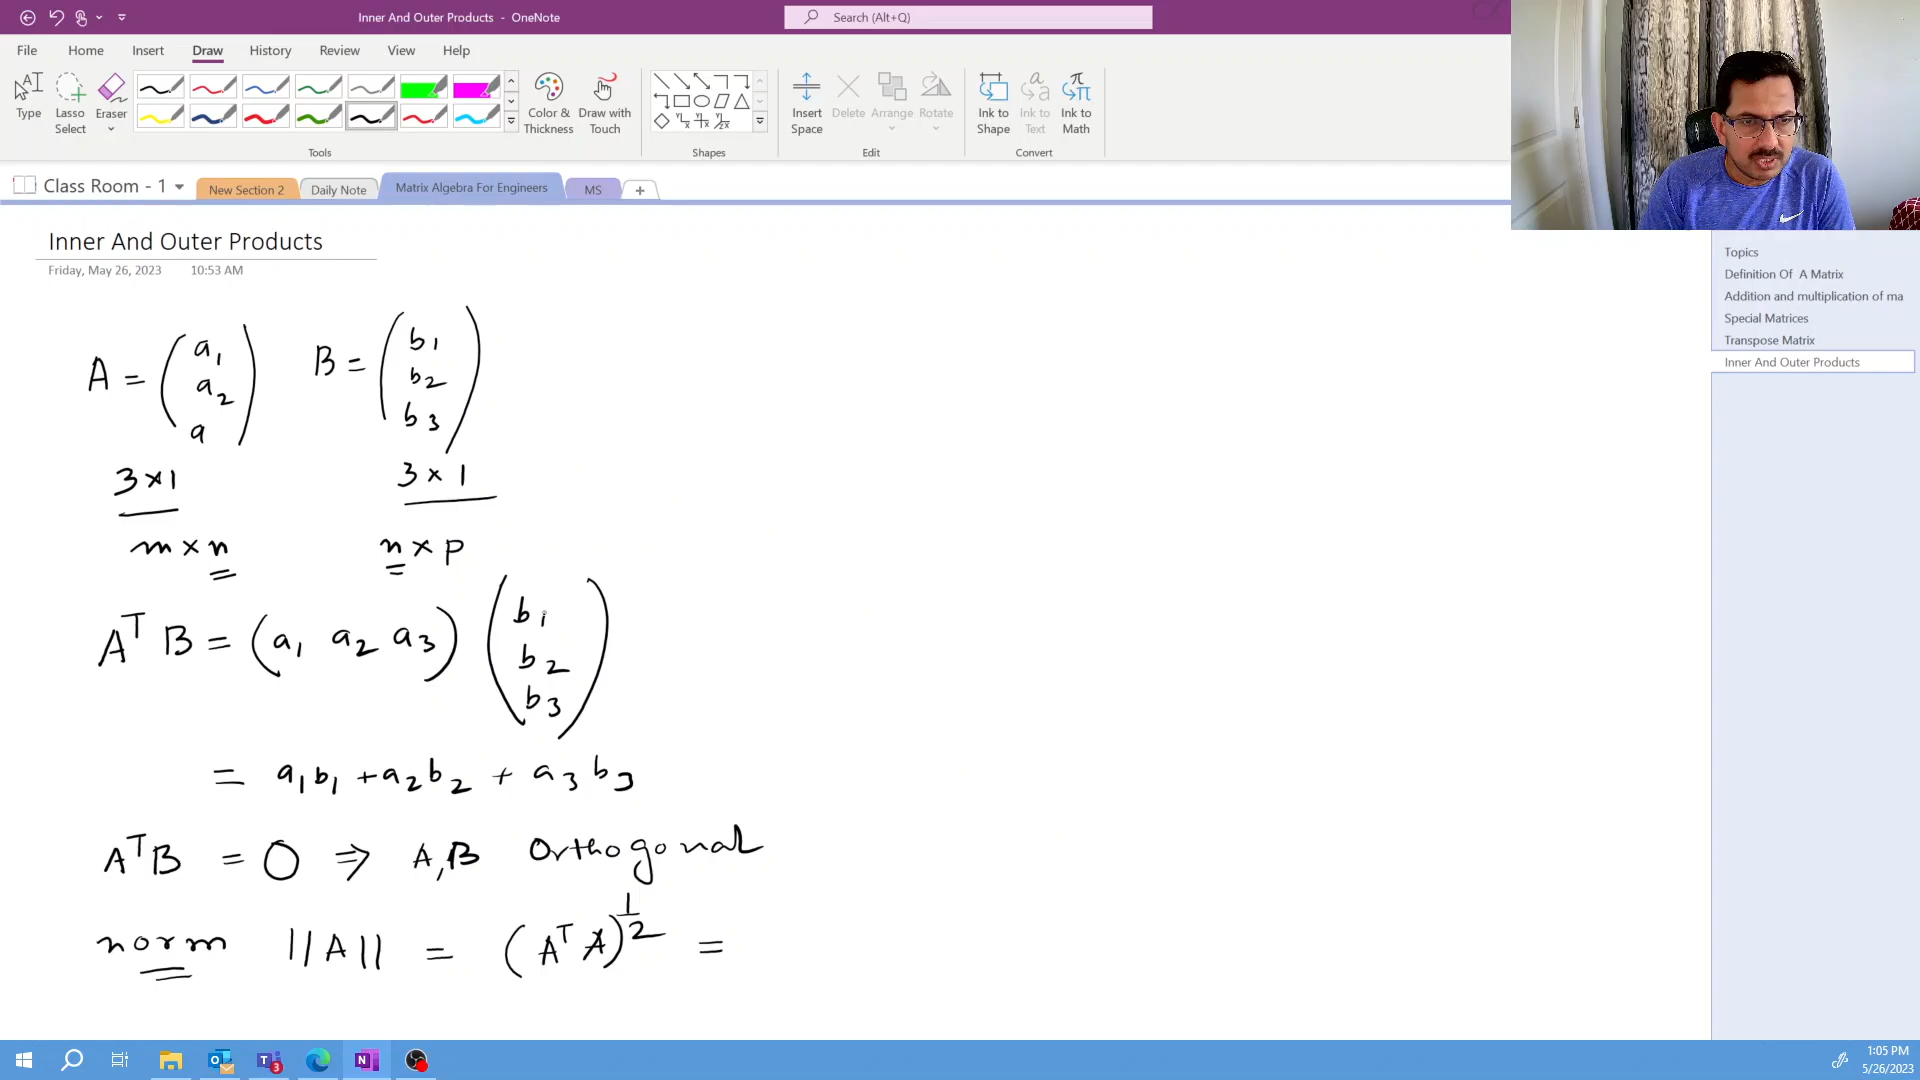 Inner And Outer Products - OneNote
Search (Alt+Q)
File Home Insert Draw History Review View Help
Type
Lasso Select
Eraser
Color & Thickness
Draw with Touch
Insert Space
Delete
Arrange
Rotate
Ink to Shape
Ink to Text
Ink to Math
Tools
Shapes
Edit
Convert
Class Room - 1
New Section 2
Daily Note
Matrix Algebra For Engineers
MS
Inner And Outer Products
Friday, May 26, 2023 10:53 AM
Topics
Definition Of A Matrix
Addition and multiplication of ma
Special Matrices
Transpose Matrix
Inner And Outer Products
A = (a₁ a₂ a) B = (b₁ b₂ b₃)
3 × 1 3 × 1
m × n n × p
Aᵀ B = (a₁ a₂ a₃) (b₁ b₂ b₃)
= a₁b₁ + a₂b₂ + a₃b₃
AᵀB = O ⇒ A, B Orthogonal
norm ||A|| = (Aᵀ A)^(1/2) =
3
1:05 PM
5/26/2023